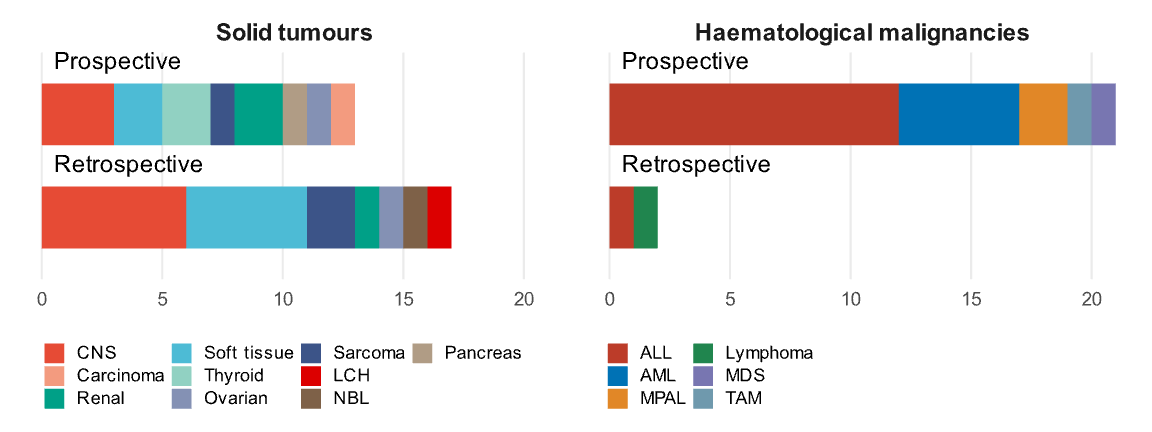 Solid tumours
Prospective
Retrospective
0 5 10 15 20
CNS Soft tissue Sarcoma Pancreas
Carcinoma Thyroid LCH
Renal Ovarian NBL
Haematological malignancies
Prospective
Retrospective
0 5 10 15 20
ALL Lymphoma
AML MDS
MPAL TAM